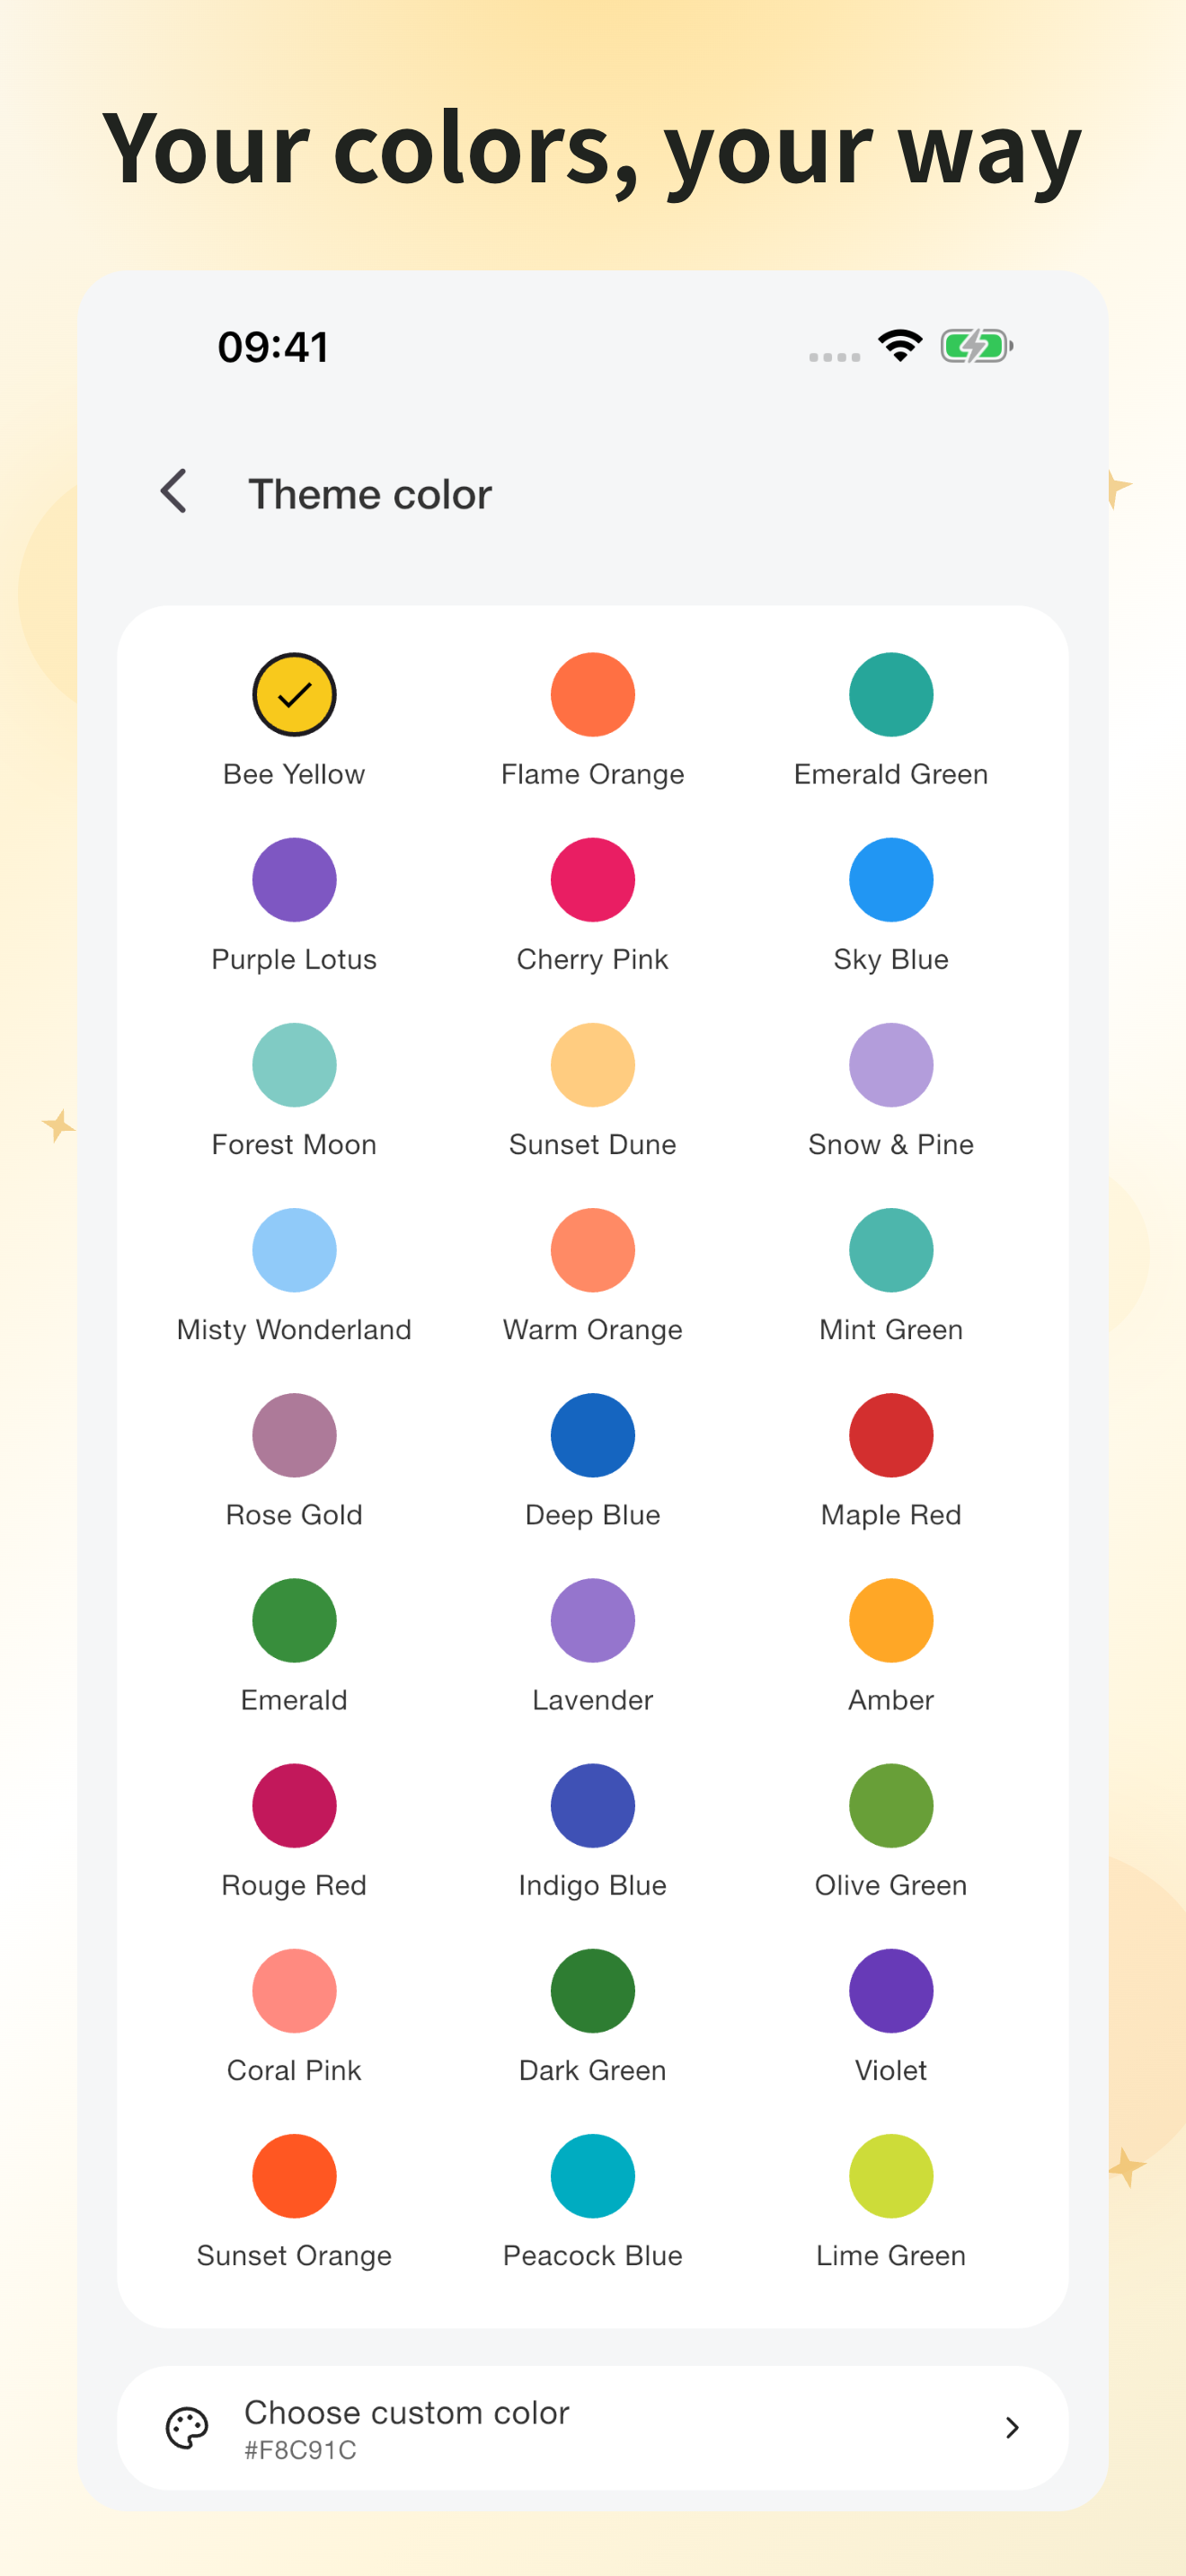 Your colors, your way
09:41
Theme color
Bee Yellow
Flame Orange
Emerald Green
Purple Lotus
Cherry Pink
Sky Blue
Forest Moon
Sunset Dune
Snow & Pine
Misty Wonderland
Warm Orange
Mint Green
Rose Gold
Deep Blue
Maple Red
Emerald
Lavender
Amber
Rouge Red
Indigo Blue
Olive Green
Coral Pink
Dark Green
Violet
Sunset Orange
Peacock Blue
Lime Green
Choose custom color
#F8C91C